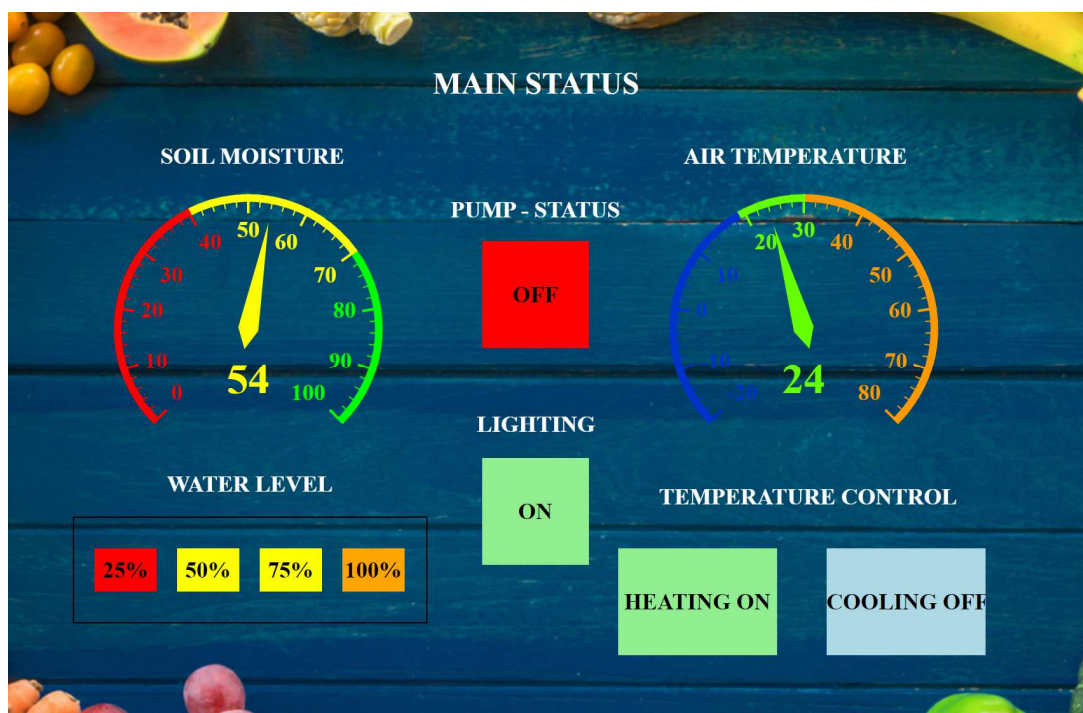 MAIN STATUS
SOIL MOISTURE
0
10
20
30
40
50
60
70
80
90
100
54
PUMP - STATUS
OFF
AIR TEMPERATURE
-20
-10
0
10
20
30
40
50
60
70
80
24
LIGHTING
ON
WATER LEVEL
25% 50% 75% 100%
TEMPERATURE CONTROL
HEATING ON COOLING OFF